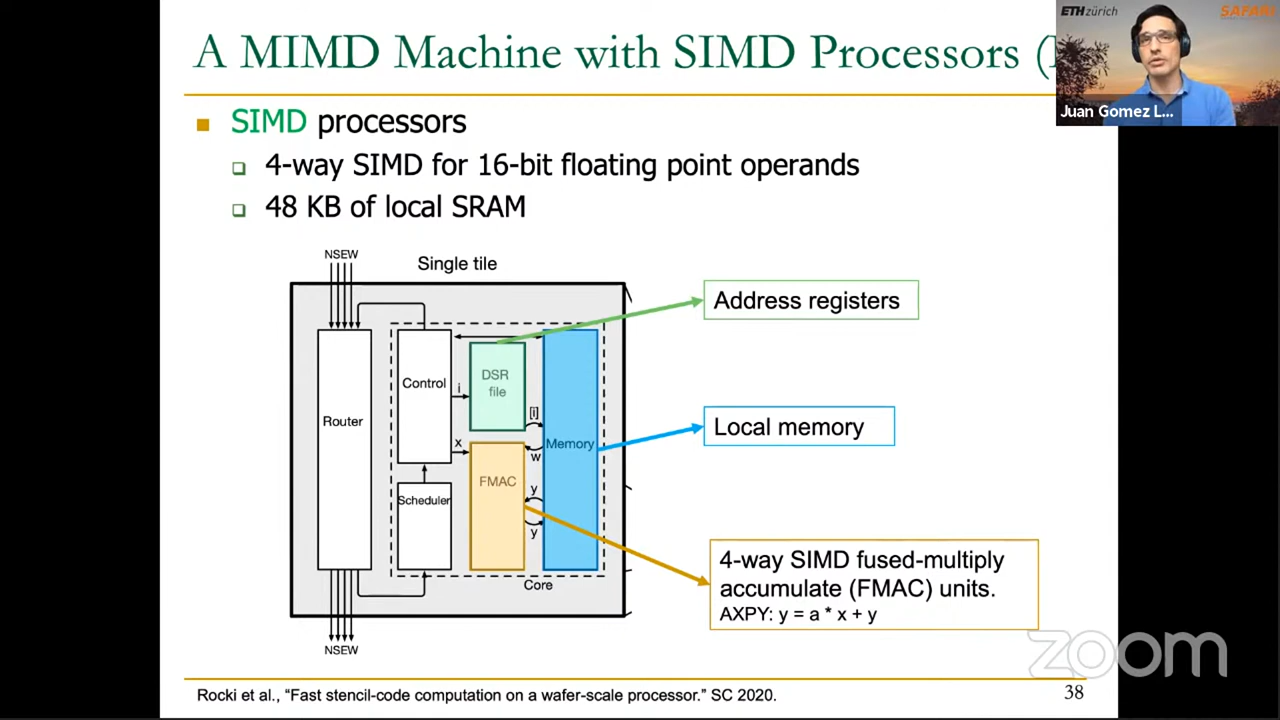 A MIMD Machine with SIMD Processors (
ETHzürich
SAFARI
Juan Gomez L...
SIMD processors
4-way SIMD for 16-bit floating point operands
48 KB of local SRAM
NSEW
Single tile
Router
Control
Scheduler
DSR
file
FMAC
Memory
i
x
[i]
w
y
y
Core
NSEW
Address registers
Local memory
4-way SIMD fused-multiply
accumulate (FMAC) units.
AXPY: y = a * x + y
zoom
Rocki et al., “Fast stencil-code computation on a wafer-scale processor.” SC 2020.
38